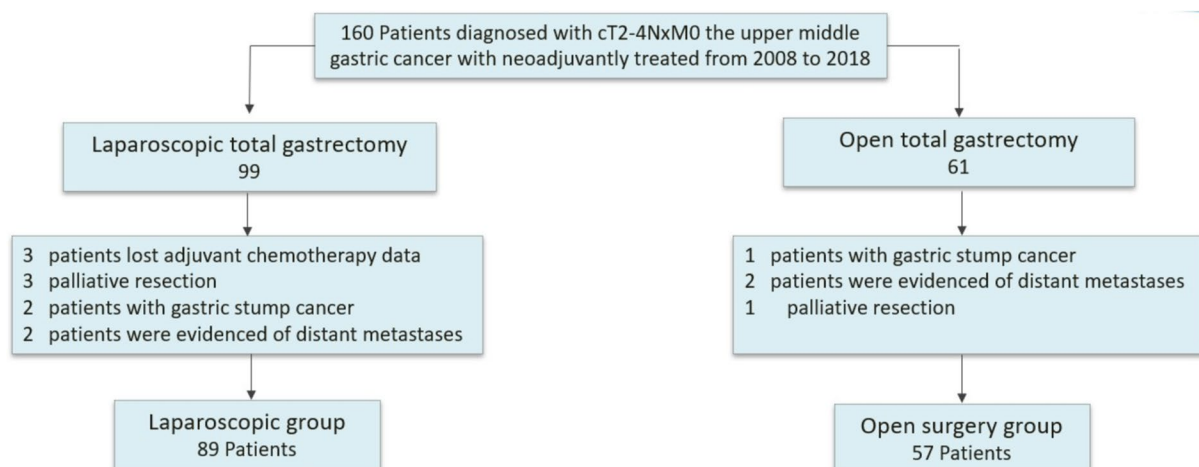 160 Patients diagnosed with cT2-4NxM0 the upper middle
gastric cancer with neoadjuvantly treated from 2008 to 2018
Laparoscopic total gastrectomy
99
Open total gastrectomy
61
3 patients lost adjuvant chemotherapy data
3 palliative resection
2 patients with gastric stump cancer
2 patients were evidenced of distant metastases
1 patients with gastric stump cancer
2 patients were evidenced of distant metastases
1 palliative resection
Laparoscopic group
89 Patients
Open surgery group
57 Patients